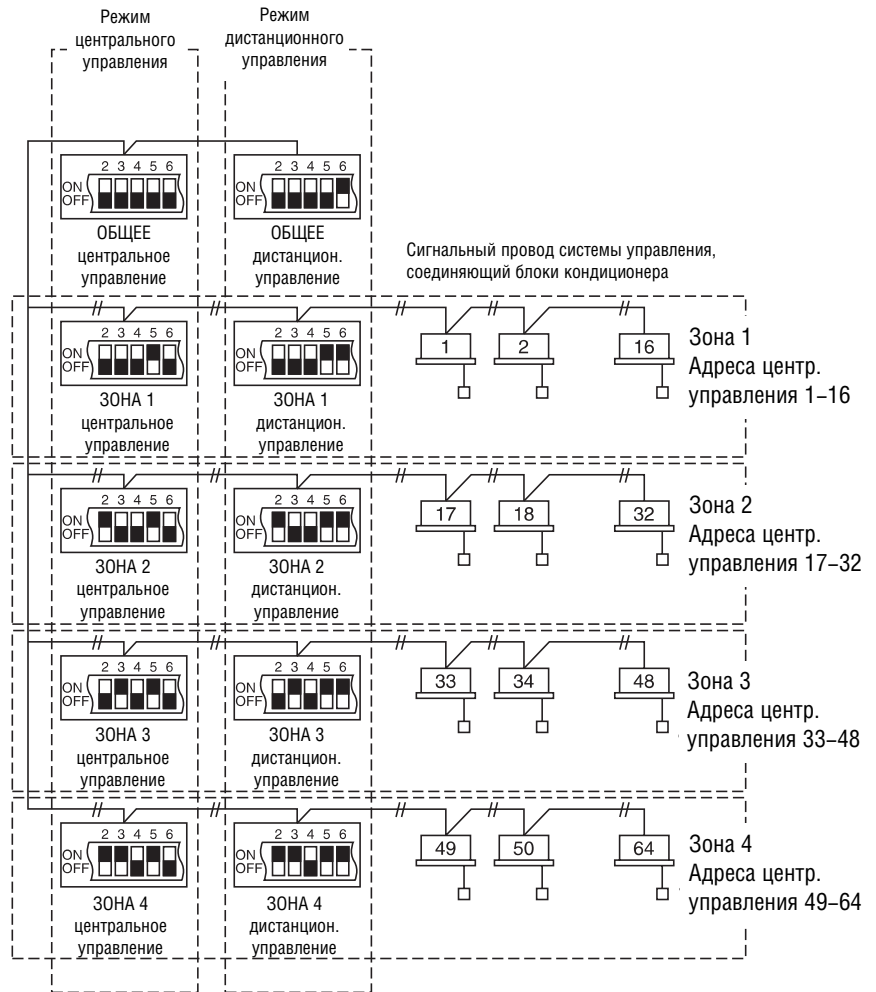 Режим
центрального
управления
Режим
дистанционного
управления
2 3 4 5 6
ON
OFF
ОБЩЕЕ
центральное
управление
2 3 4 5 6
ON
OFF
ОБЩЕЕ
дистанцион.
управление
Сигнальный провод системы управления,
соединяющий блоки кондиционера
2 3 4 5 6
ON
OFF
ЗОНА 1
центральное
управление
2 3 4 5 6
ON
OFF
ЗОНА 1
дистанцион.
управление
1
2
16
Зона 1
Адреса центр.
управления 1–16
2 3 4 5 6
ON
OFF
ЗОНА 2
центральное
управление
2 3 4 5 6
ON
OFF
ЗОНА 2
дистанцион.
управление
17
18
32
Зона 2
Адреса центр.
управления 17–32
2 3 4 5 6
ON
OFF
ЗОНА 3
центральное
управление
2 3 4 5 6
ON
OFF
ЗОНА 3
дистанцион.
управление
33
34
48
Зона 3
Адреса центр.
управления 33–48
2 3 4 5 6
ON
OFF
ЗОНА 4
центральное
управление
2 3 4 5 6
ON
OFF
ЗОНА 4
дистанцион.
управление
49
50
64
Зона 4
Адреса центр.
управления 49–64